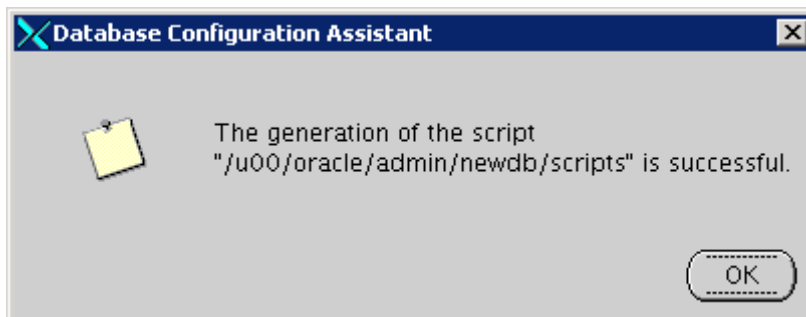 Database Configuration Assistant
The generation of the script
"/u00/oracle/admin/newdb/scripts" is successful.
OK